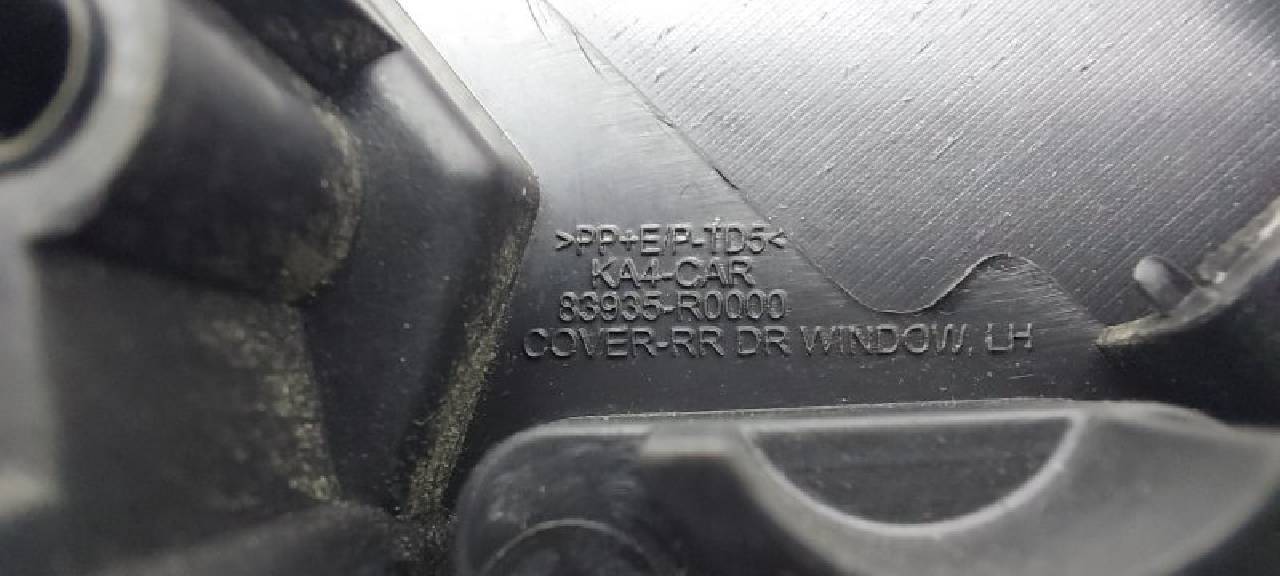 >PP+E/P-TD5<
KA4-CAR
83935-R0000
COVER-RR DR WINDOW, LH